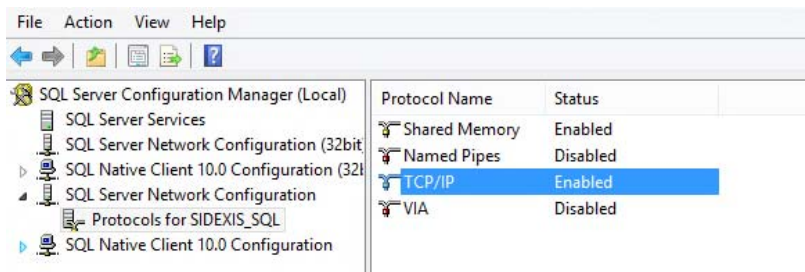 File Action View Help
SQL Server Configuration Manager (Local)
SQL Server Services
SQL Server Network Configuration (32bit
SQL Native Client 10.0 Configuration (32b
SQL Server Network Configuration
Protocols for SIDEXIS_SQL
SQL Native Client 10.0 Configuration
Protocol Name Status
Shared Memory Enabled
Named Pipes Disabled
TCP/IP Enabled
VIA Disabled